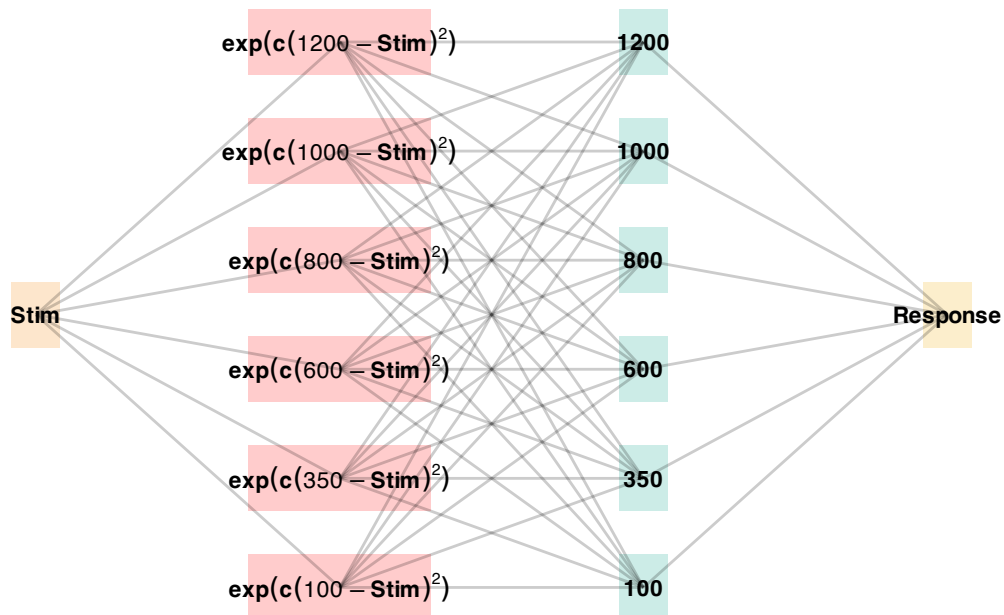 exp(c(1200 − Stim)²) 1200
exp(c(1000 − Stim)²) 1000
exp(c(800 − Stim)²) 800
Stim Response
exp(c(600 − Stim)²) 600
exp(c(350 − Stim)²) 350
exp(c(100 − Stim)²) 100